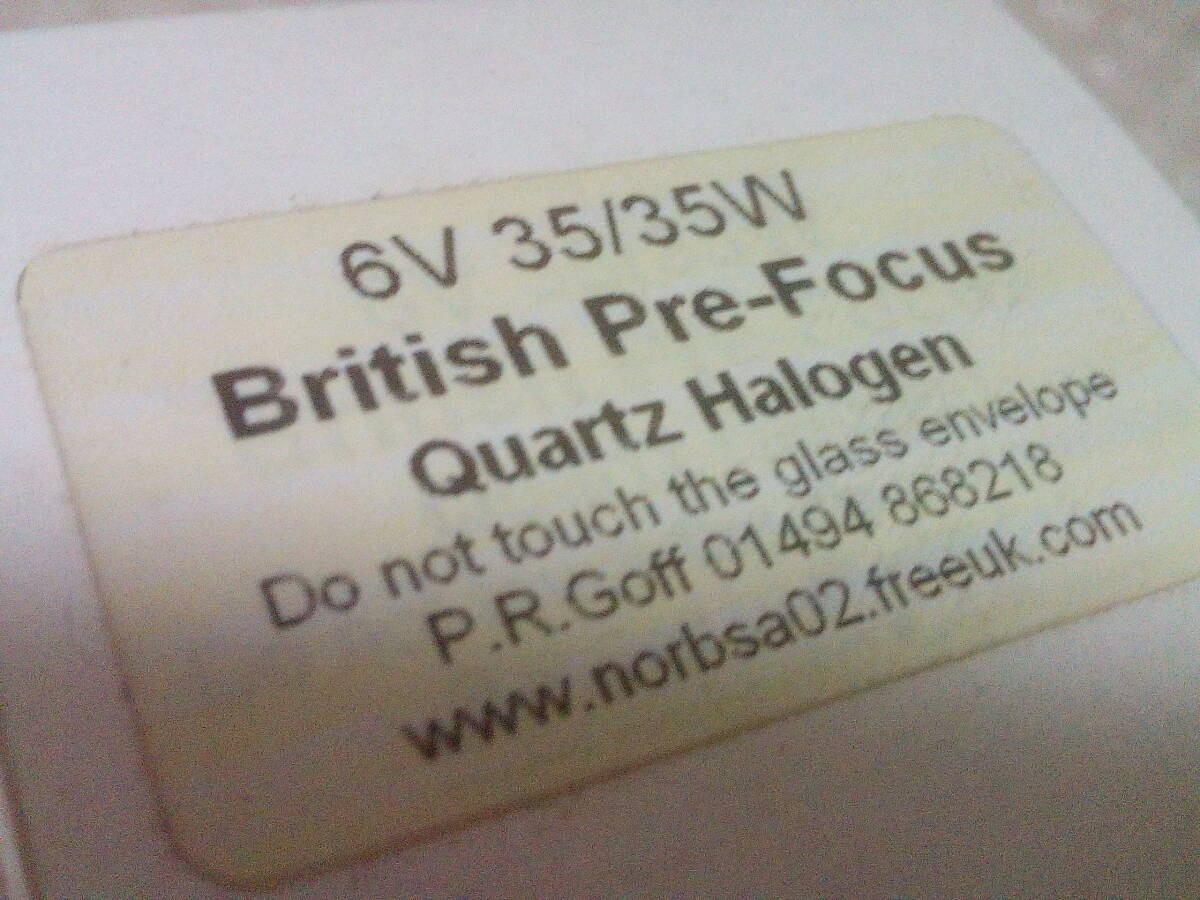 6V 35/35W
British Pre-Focus
Quartz Halogen
Do not touch the glass envelope
P.R.Goff 01494 868218
www.norbsa02.freeuk.com